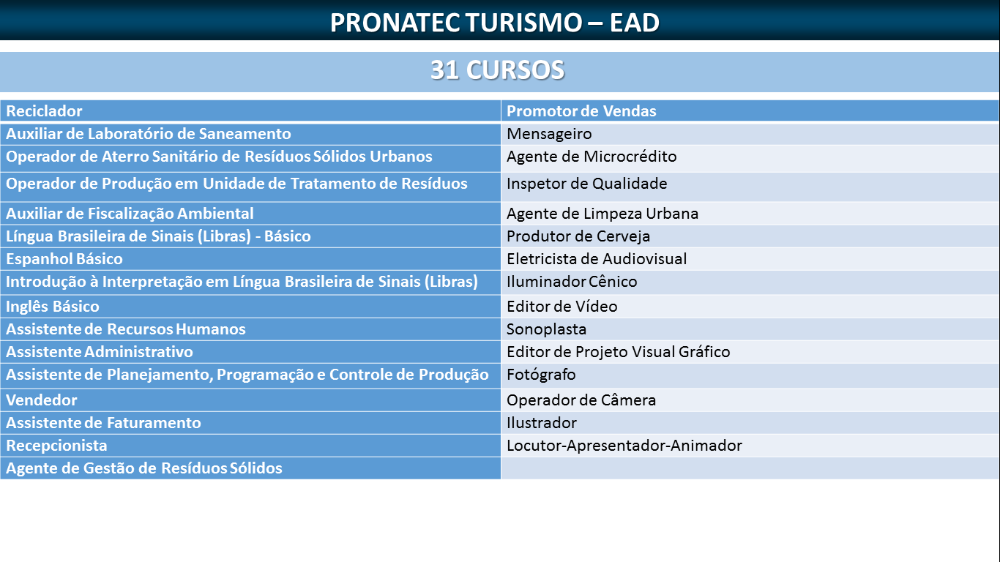 PRONATEC TURISMO – EAD
31 CURSOS
Reciclador
Promotor de Vendas
Auxiliar de Laboratório de Saneamento
Mensageiro
Operador de Aterro Sanitário de Resíduos Sólidos Urbanos
Agente de Microcrédito
Operador de Produção em Unidade de Tratamento de Resíduos
Inspetor de Qualidade
Auxiliar de Fiscalização Ambiental
Agente de Limpeza Urbana
Língua Brasileira de Sinais (Libras) - Básico
Produtor de Cerveja
Espanhol Básico
Eletricista de Audiovisual
Introdução à Interpretação em Língua Brasileira de Sinais (Libras)
Iluminador Cênico
Inglês Básico
Editor de Vídeo
Assistente de Recursos Humanos
Sonoplasta
Assistente Administrativo
Editor de Projeto Visual Gráfico
Assistente de Planejamento, Programação e Controle de Produção
Fotógrafo
Vendedor
Operador de Câmera
Assistente de Faturamento
Ilustrador
Recepcionista
Locutor-Apresentador-Animador
Agente de Gestão de Resíduos Sólidos